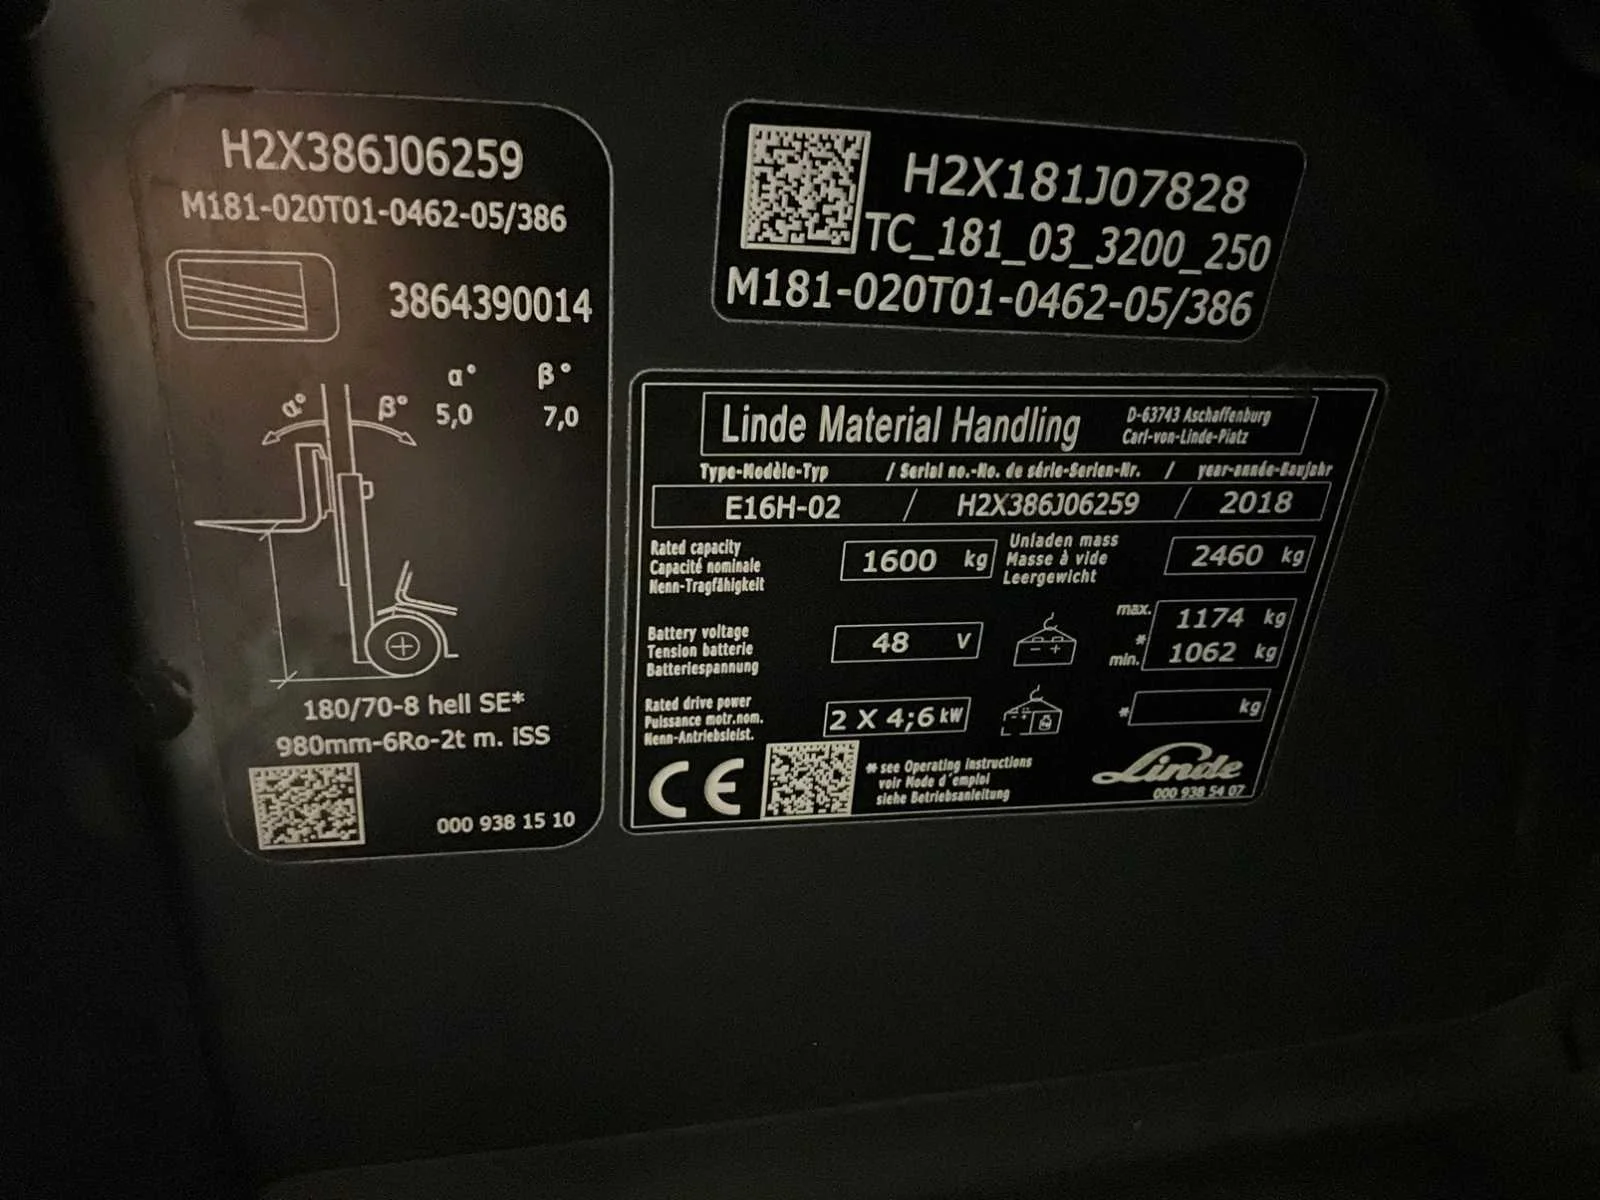 H2X386J06259
M181-020T01-0462-05/386
3864390014
α° β°
α° β° 5,0 7,0
180/70-8 hell SE*
980mm-6Ro-2t m. iSS
000 938 15 10
H2X181J07828
TC_181_03_3200_250
M181-020T01-0462-05/386
Linde Material Handling
D-63743 Aschaffenburg
Carl-von-Linde-Platz
Type-Modèle-Typ / Serial no.-No. de série-Serien-Nr. / year-année-Baujahr
E16H-02 / H2X386J06259 / 2018
Rated capacity
Capacité nominale
Nenn-Tragfähigkeit
1600 kg
Unladen mass
Masse à vide
Leergewicht
2460 kg
Battery voltage
Tension batterie
Batteriespannung
48 V
- +
max. 1174 kg
*
min. 1062 kg
Rated drive power
Puissance motr.nom.
Nenn-Antriebsleist.
2 X 4;6 kW
* kg
CE
* see Operating instructions
voir Mode d'emploi
siehe Betriebsanleitung
Linde
000 938 54 07